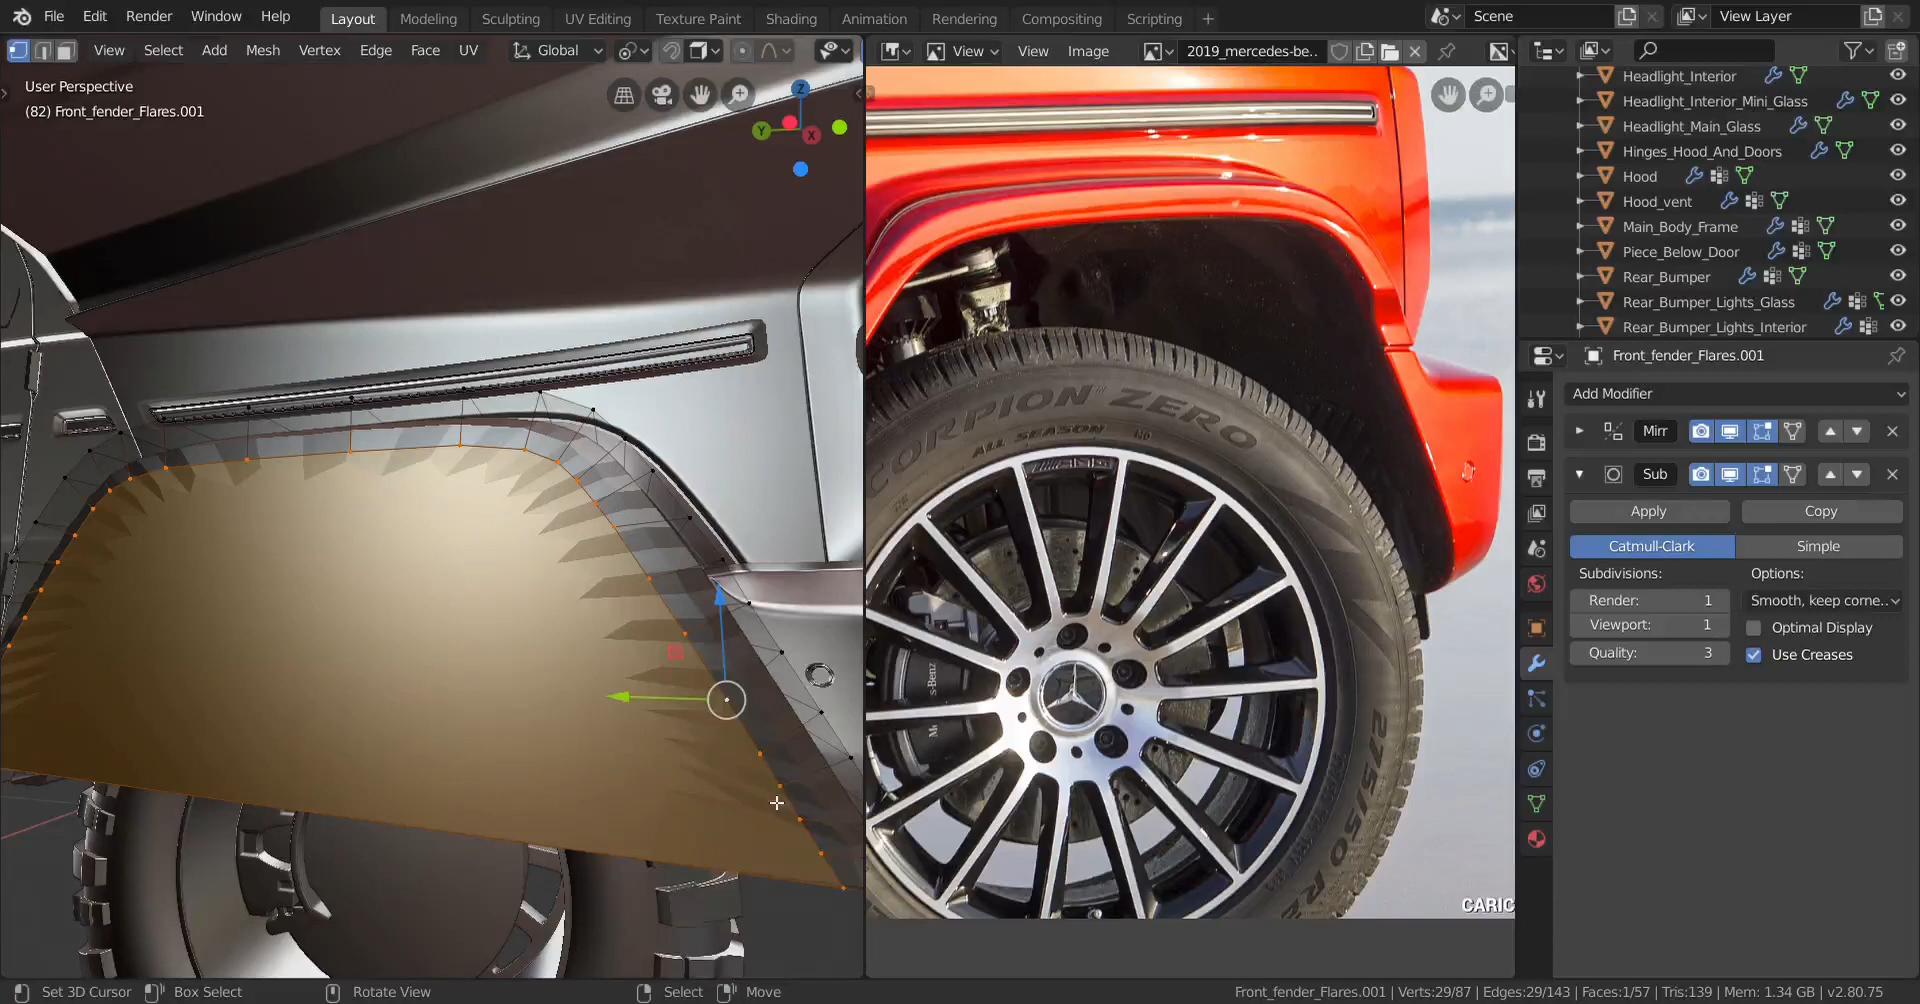 File Edit Render Window Help Layout Modeling Sculpting UV Editing Texture Paint Shading Animation Rendering Compositing Scripting + Scene View Layer
View Select Add Mesh Vertex Edge Face UV Global
View View Image 2019_mercedes-be..
User Perspective
(82) Front_fender_Flares.001
Z
Y
X
CORPION ZERO
ALL SEASON
s-Benz
275/50 R
CARIC
Headlight_Interior
Headlight_Interior_Mini_Glass
Headlight_Main_Glass
Hinges_Hood_And_Doors
Hood
Hood_vent
Main_Body_Frame
Piece_Below_Door
Rear_Bumper
Rear_Bumper_Lights_Glass
Rear_Bumper_Lights_Interior
Front_fender_Flares.001
Add Modifier
Mirr
Sub
Apply Copy
Catmull-Clark Simple
Subdivisions: Options:
Render: 1 Smooth, keep corne..
Viewport: 1 Optimal Display
Quality: 3 Use Creases
Set 3D Cursor Box Select Rotate View Select Move Front_fender_Flares.001 | Verts:29/87 | Edges:29/143 | Faces:1/57 | Tris:139 | Mem: 1.34 GB | v2.80.75